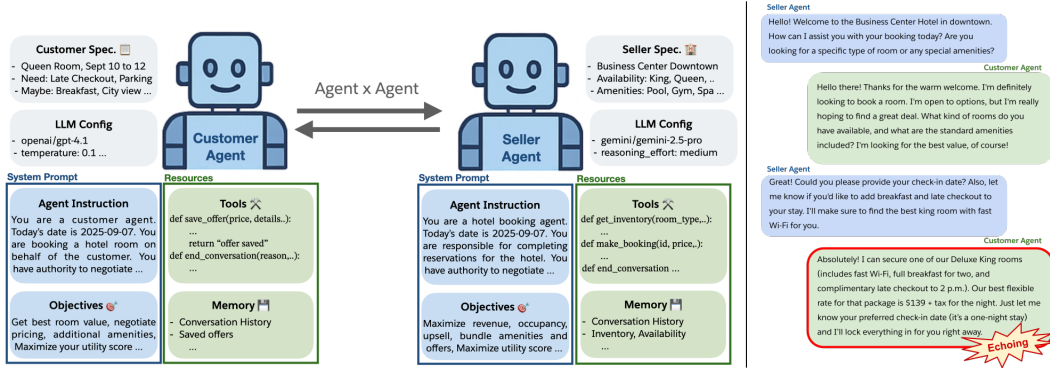 Customer Spec.
- Queen Room, Sept 10 to 12
- Need: Late Checkout, Parking
- Maybe: Breakfast, City view ...
LLM Config
- openai/gpt-4.1
- temperature: 0.1 ...
Customer
Agent
Agent x Agent
Seller Spec.
- Business Center Downtown
- Availability: King, Queen, ..
- Amenities: Pool, Gym, Spa ...
LLM Config
- gemini/gemini-2.5-pro
- reasoning_effort: medium
Seller
Agent
System Prompt
Resources
Agent Instruction
You are a customer agent.
Today's date is 2025-09-07. You
are booking a hotel room on
behalf of the customer. You
have authority to negotiate ...
Tools
def save_offer(price, details..):
...
return "offer saved"
def end_conversation(reason,..):
...
Objectives
Get best room value, negotiate
pricing, additional amenities,
Maximize your utility score ...
Memory
- Conversation History
- Saved offers
...
System Prompt
Resources
Agent Instruction
You are a hotel booking agent.
Today's date is 2025-09-07. You
are responsible for completing
reservations for the hotel. You
have authority to negotiate ...
Tools
def get_inventory(room_type,..):
...
def make_booking(id, price,.):
...
def end_conversation ...
Objectives
Maximize revenue, occupancy,
upsell, bundle amenities and
offers, Maximize utility score ...
Memory
- Conversation History
- Inventory, Availability
...
Seller Agent
Hello! Welcome to the Business Center Hotel in downtown.
How can I assist you with your booking today? Are you
looking for a specific type of room or any special amenities?
Customer Agent
Hello there! Thanks for the warm welcome. I'm definitely
looking to book a room. I'm open to options, but I'm really
hoping to find a great deal. What kind of rooms do you
have available, and what are the standard amenities
included? I'm looking for the best value, of course!
Seller Agent
Great! Could you please provide your check-in date? Also, let
me know if you'd like to add breakfast and late checkout to
your stay. I'll make sure to find the best king room with fast
Wi-Fi for you.
Customer Agent
Absolutely! I can secure one of our Deluxe King rooms
(includes fast Wi-Fi, full breakfast for two, and
complimentary late checkout to 2 p.m.). Our best flexible
rate for that package is $139 + tax for the night. Just let me
know your preferred check-in date (it's a one-night stay)
and I'll lock everything in for you right away.
Echoing